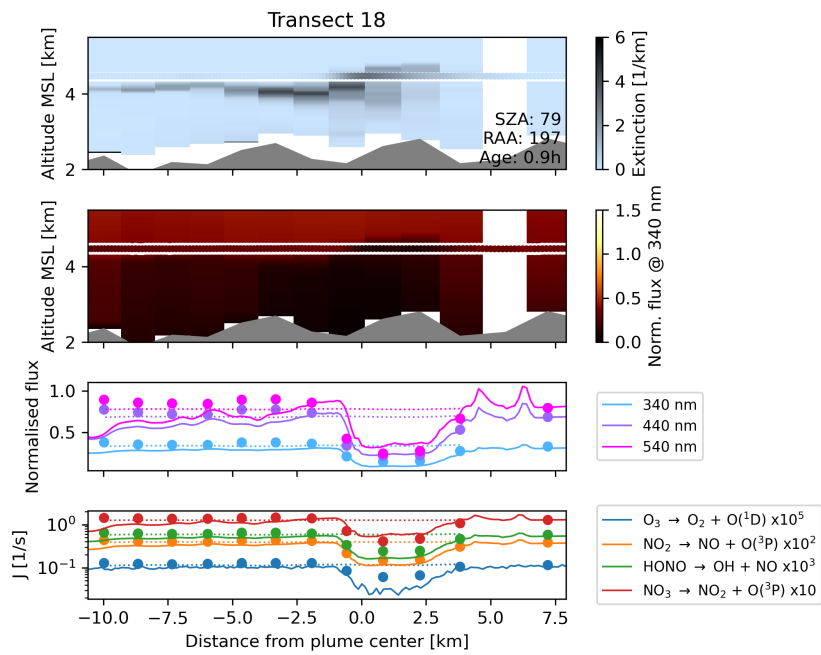 Transect 18
Altitude MSL [km]
4
2
SZA: 79
RAA: 197
Age: 0.9h
6
4
2
0
Extinction [1/km]
Altitude MSL [km]
4
2
1.5
1.0
0.5
0.0
Norm. flux @ 340 nm
Normalised flux
1.0
0.5
340 nm
440 nm
540 nm
J [1/s]
10⁰
10⁻¹
O₃ → O₂ + O(¹D) x10⁵
NO₂ → NO + O(³P) x10²
HONO → OH + NO x10³
NO₃ → NO₂ + O(³P) x10
−10.0 −7.5 −5.0 −2.5 0.0 2.5 5.0 7.5
Distance from plume center [km]